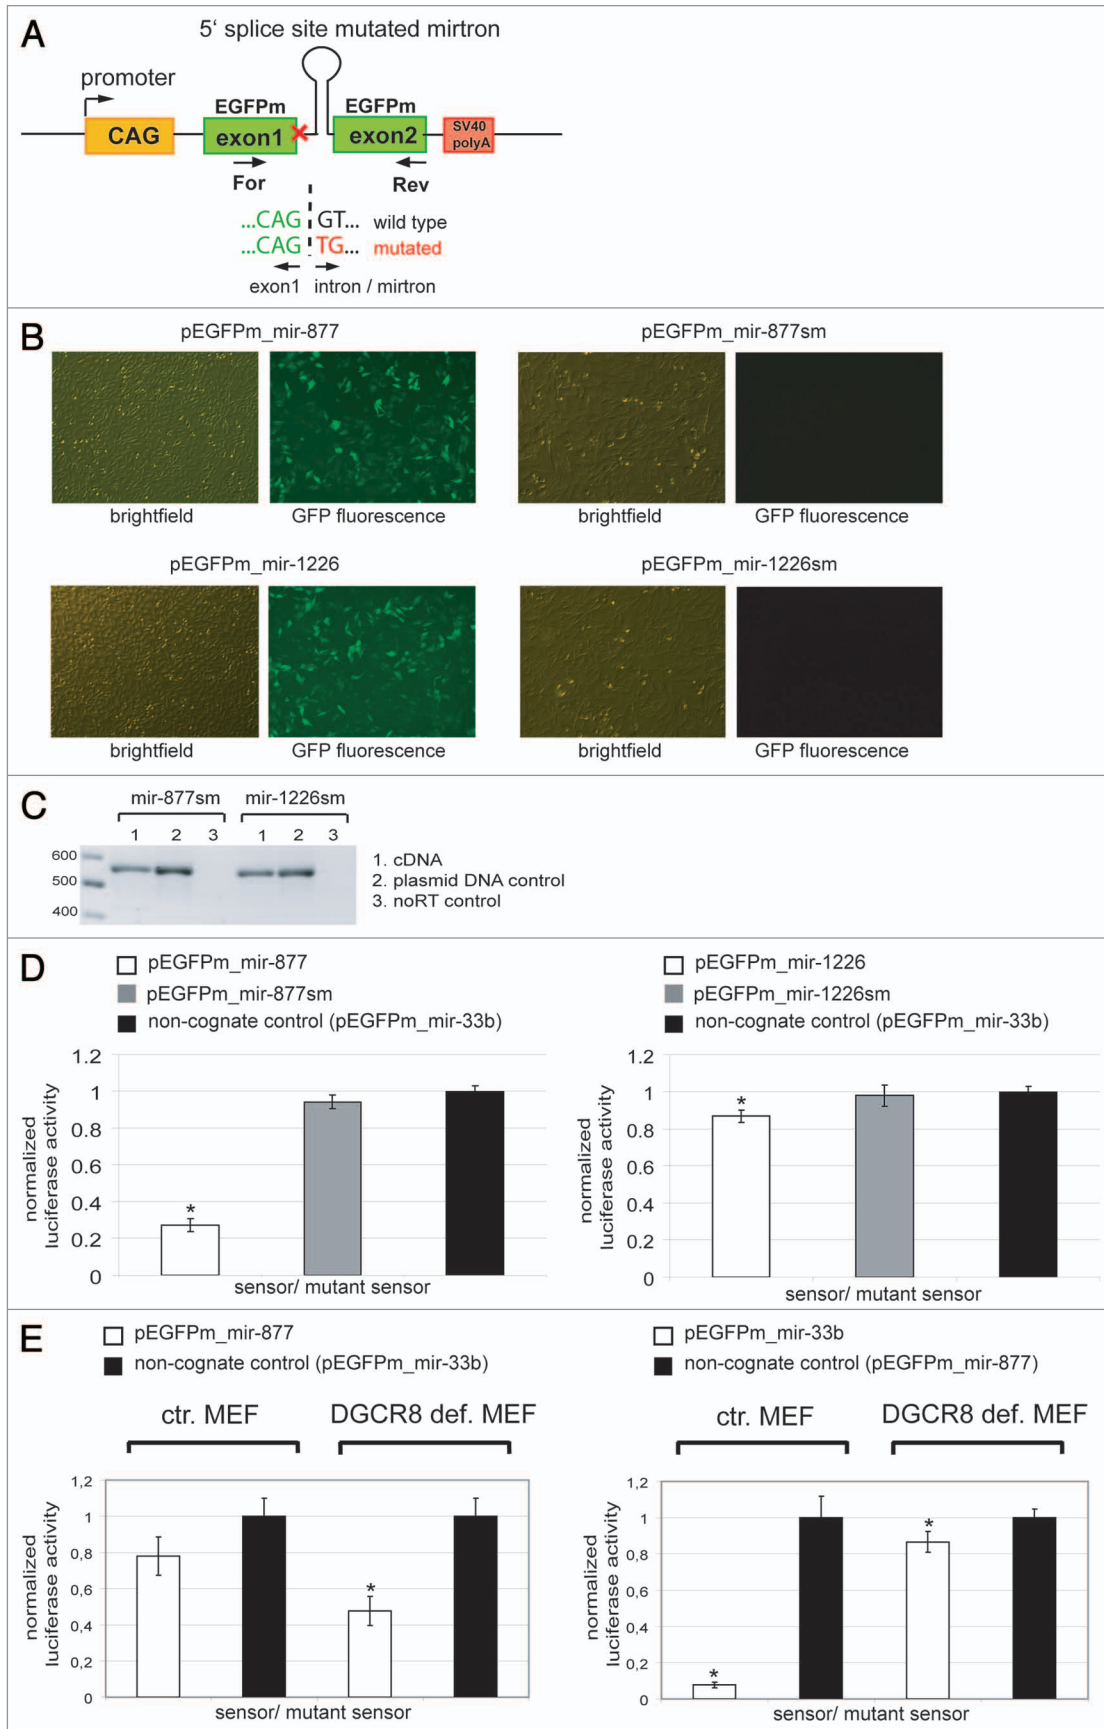 A
5‘ splice site mutated mirtron
promoter
EGFPm
EGFPm
CAG
exon1
exon2
SV40
polyA
For
Rev
...CAG GT... wild type
...CAG TG... mutated
exon1 intron / mirtron
B
pEGFPm_mir-877
pEGFPm_mir-877sm
brightfield
GFP fluorescence
brightfield
GFP fluorescence
pEGFPm_mir-1226
pEGFPm_mir-1226sm
brightfield
GFP fluorescence
brightfield
GFP fluorescence
C
mir-877sm
mir-1226sm
1 2 3 1 2 3
600
500
400
1. cDNA
2. plasmid DNA control
3. noRT control
D
pEGFPm_mir-877
pEGFPm_mir-877sm
non-cognate control (pEGFPm_mir-33b)
normalized
luciferase activity
1.2
1
0.8
0.6
0.4
0.2
0
*
sensor/ mutant sensor
pEGFPm_mir-1226
pEGFPm_mir-1226sm
non-cognate control (pEGFPm_mir-33b)
normalized
luciferase activity
1.2
1
0.8
0.6
0.4
0.2
0
*
sensor/ mutant sensor
E
pEGFPm_mir-877
non-cognate control (pEGFPm_mir-33b)
ctr. MEF
DGCR8 def. MEF
normalized
luciferase activity
1,2
1
0,8
0,6
0,4
0,2
0
*
sensor/ mutant sensor
pEGFPm_mir-33b
non-cognate control (pEGFPm_mir-877)
ctr. MEF
DGCR8 def. MEF
normalized
luciferase activity
1,2
1
0,8
0,6
0,4
0,2
0
*
*
sensor/ mutant sensor